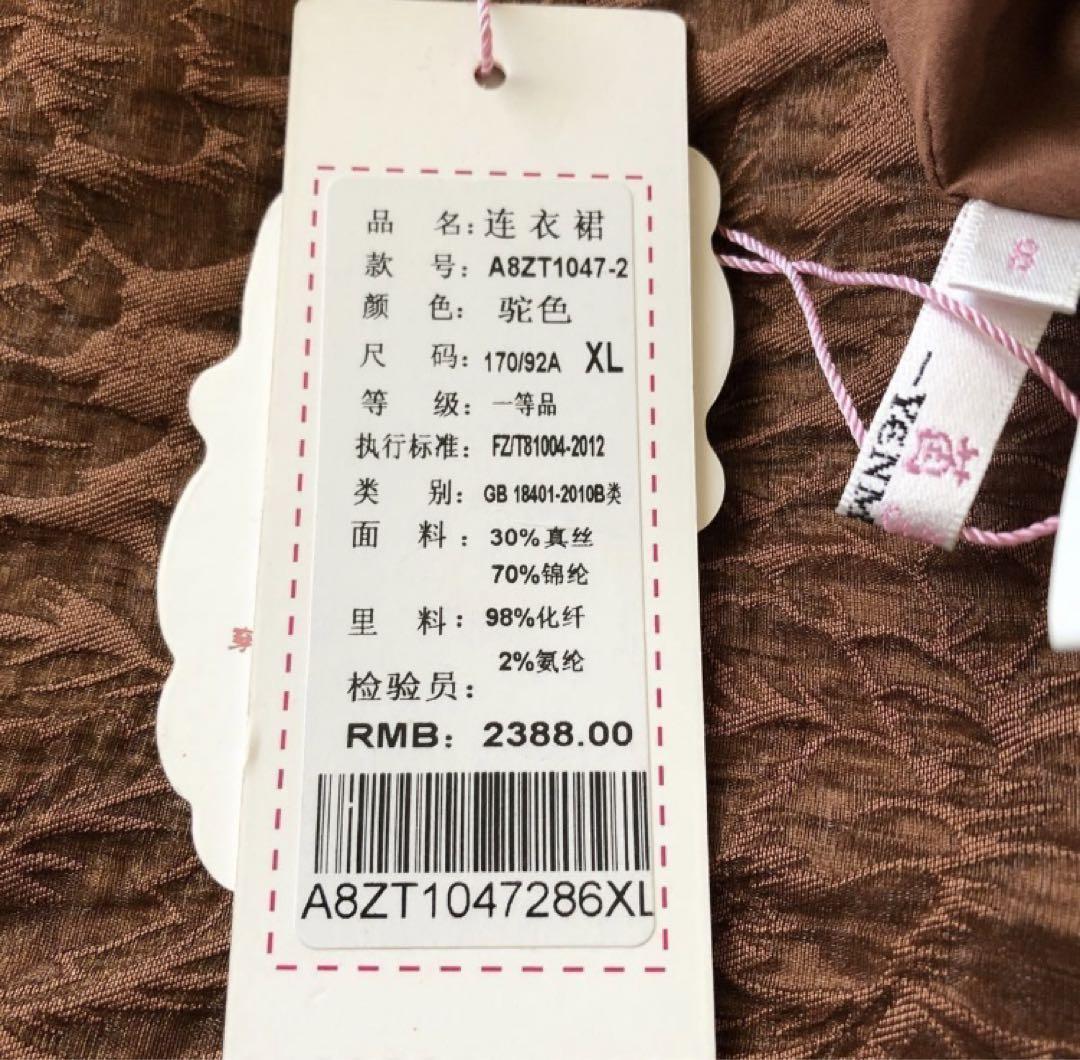 品 名：连衣裙
款 号：A8ZT1047-2
颜 色：驼色
尺 码：170/92A XL
等 级：一等品
执行标准：FZ/T81004-2012
类 别：GB 18401-2010B类
面 料：30%真丝
70%锦纶
里 料：98%化纤
2%氨纶
检验员：
RMB：2388.00
A8ZT1047286XL